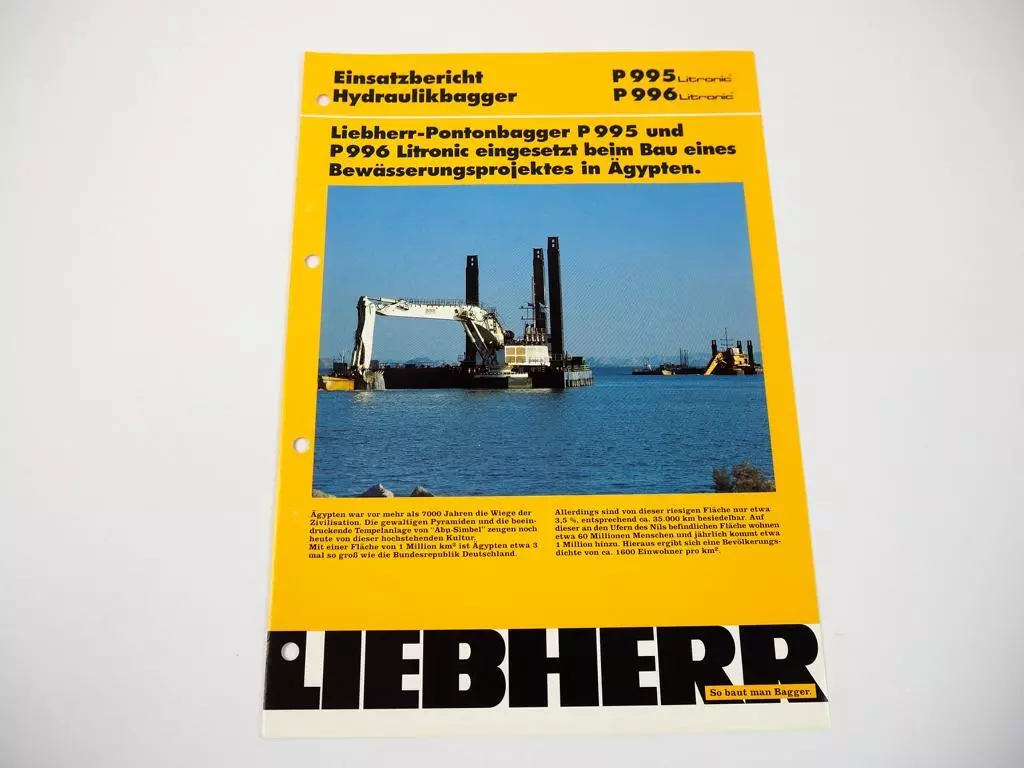 Einsatzbericht
Hydraulikbagger
P 995 Litronic
P 996 Litronic
Liebherr-Pontonbagger P 995 und
P 996 Litronic eingesetzt beim Bau eines
Bewässerungsprojektes in Ägypten.
Ägypten war vor mehr als 7000 Jahren die Wiege der
Zivilisation. Die gewaltigen Pyramiden und die beein-
druckende Tempelanlage von "Abu-Simbel" zeugen noch
heute von dieser hochstehenden Kultur.
Mit einer Fläche von 1 Million km² ist Ägypten etwa 3
mal so groß wie die Bundesrepublik Deutschland.
Allerdings sind von dieser riesigen Fläche nur etwa
3,5 %, entsprechend ca. 35.000 km besiedelbar. Auf
dieser an den Ufern des Nils befindlichen Fläche wohnen
etwa 60 Millionen Menschen und jährlich kommt etwa
1 Million hinzu. Hieraus ergibt sich eine Bevölkerungs-
dichte von ca. 1600 Einwohner pro km².
LIEBHERR
So baut man Bagger.